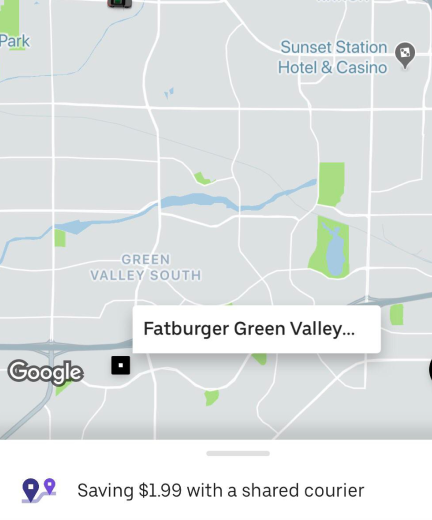 Park
Sunset Station
Hotel & Casino
GREEN
VALLEY SOUTH
Fatburger Green Valley...
Google
Saving $1.99 with a shared courier